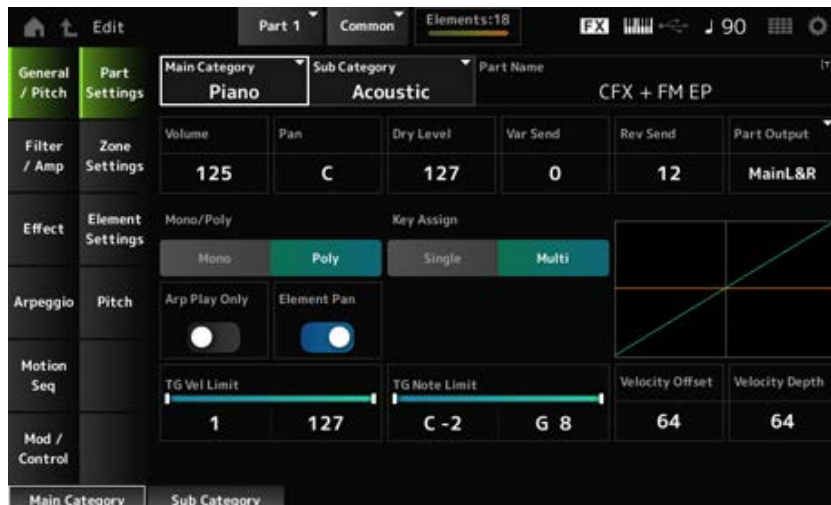 Edit Part 1 Common Elements:18 FX 90
General / Pitch
Part Settings
Main Category Sub Category Part Name
Piano Acoustic CFX + FM EP
Filter / Amp
Zone Settings
Volume Pan Dry Level Var Send Rev Send Part Output
125 C 127 0 12 MainL&R
Effect
Element Settings
Mono/Poly Key Assign
Mono Poly Single Multi
Arpeggio Pitch
Arp Play Only Element Pan
Motion Seq
TG Vel Limit TG Note Limit Velocity Offset Velocity Depth
1 127 C -2 G 8 64 64
Mod / Control
Main Category Sub Category